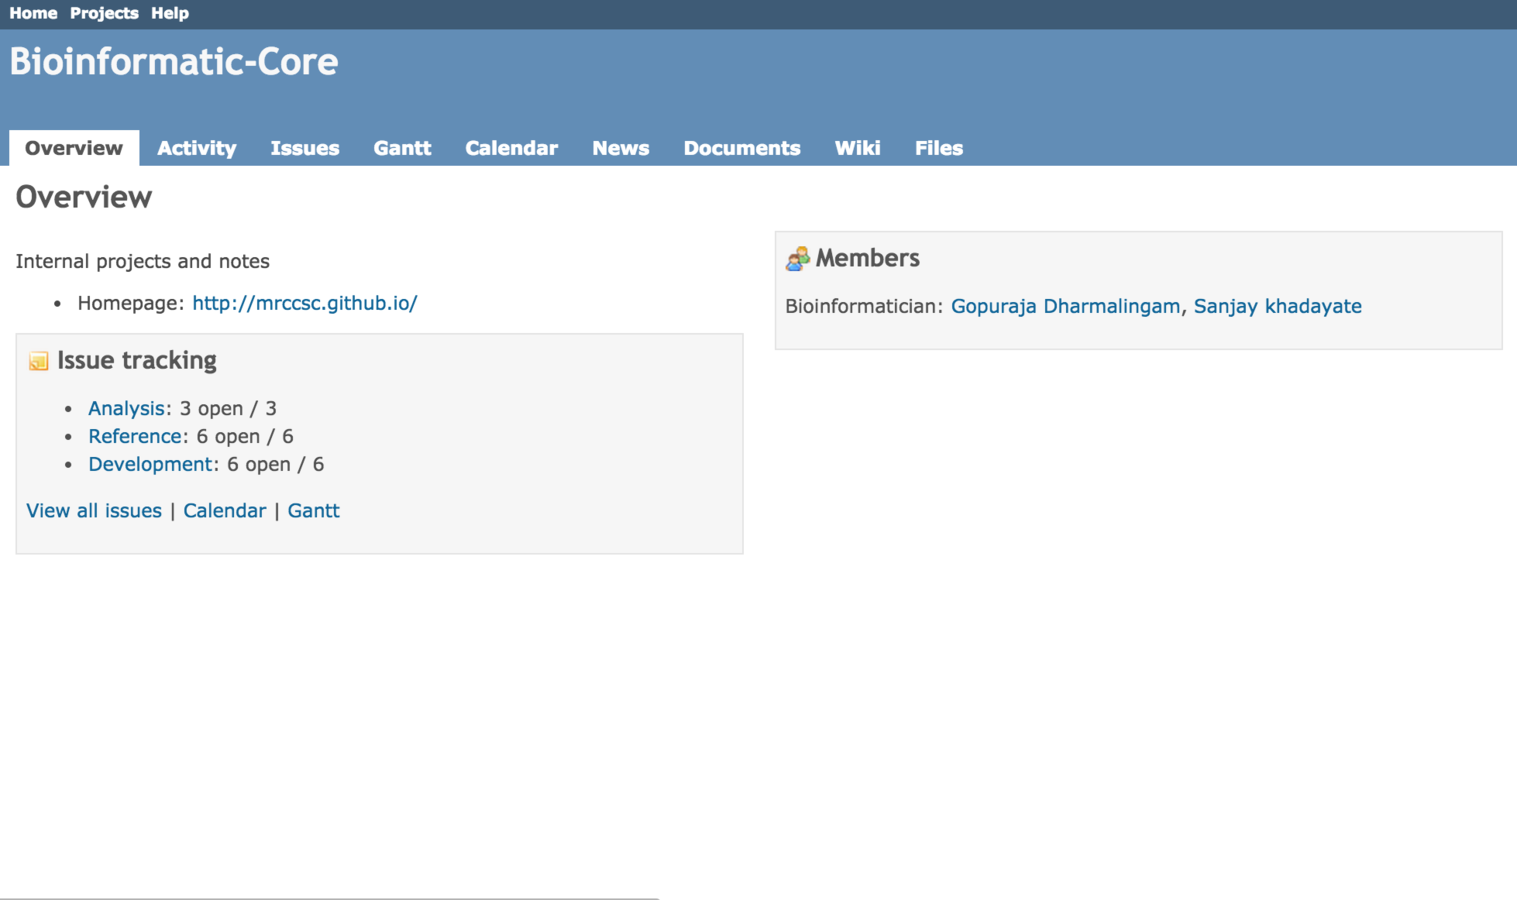 Home Projects Help
Bioinformatic-Core
Overview Activity Issues Gantt Calendar News Documents Wiki Files
Overview
Internal projects and notes
• Homepage: http://mrccsc.github.io/
Issue tracking
• Analysis: 3 open / 3
• Reference: 6 open / 6
• Development: 6 open / 6
View all issues | Calendar | Gantt
Members
Bioinformatician: Gopuraja Dharmalingam, Sanjay khadayate